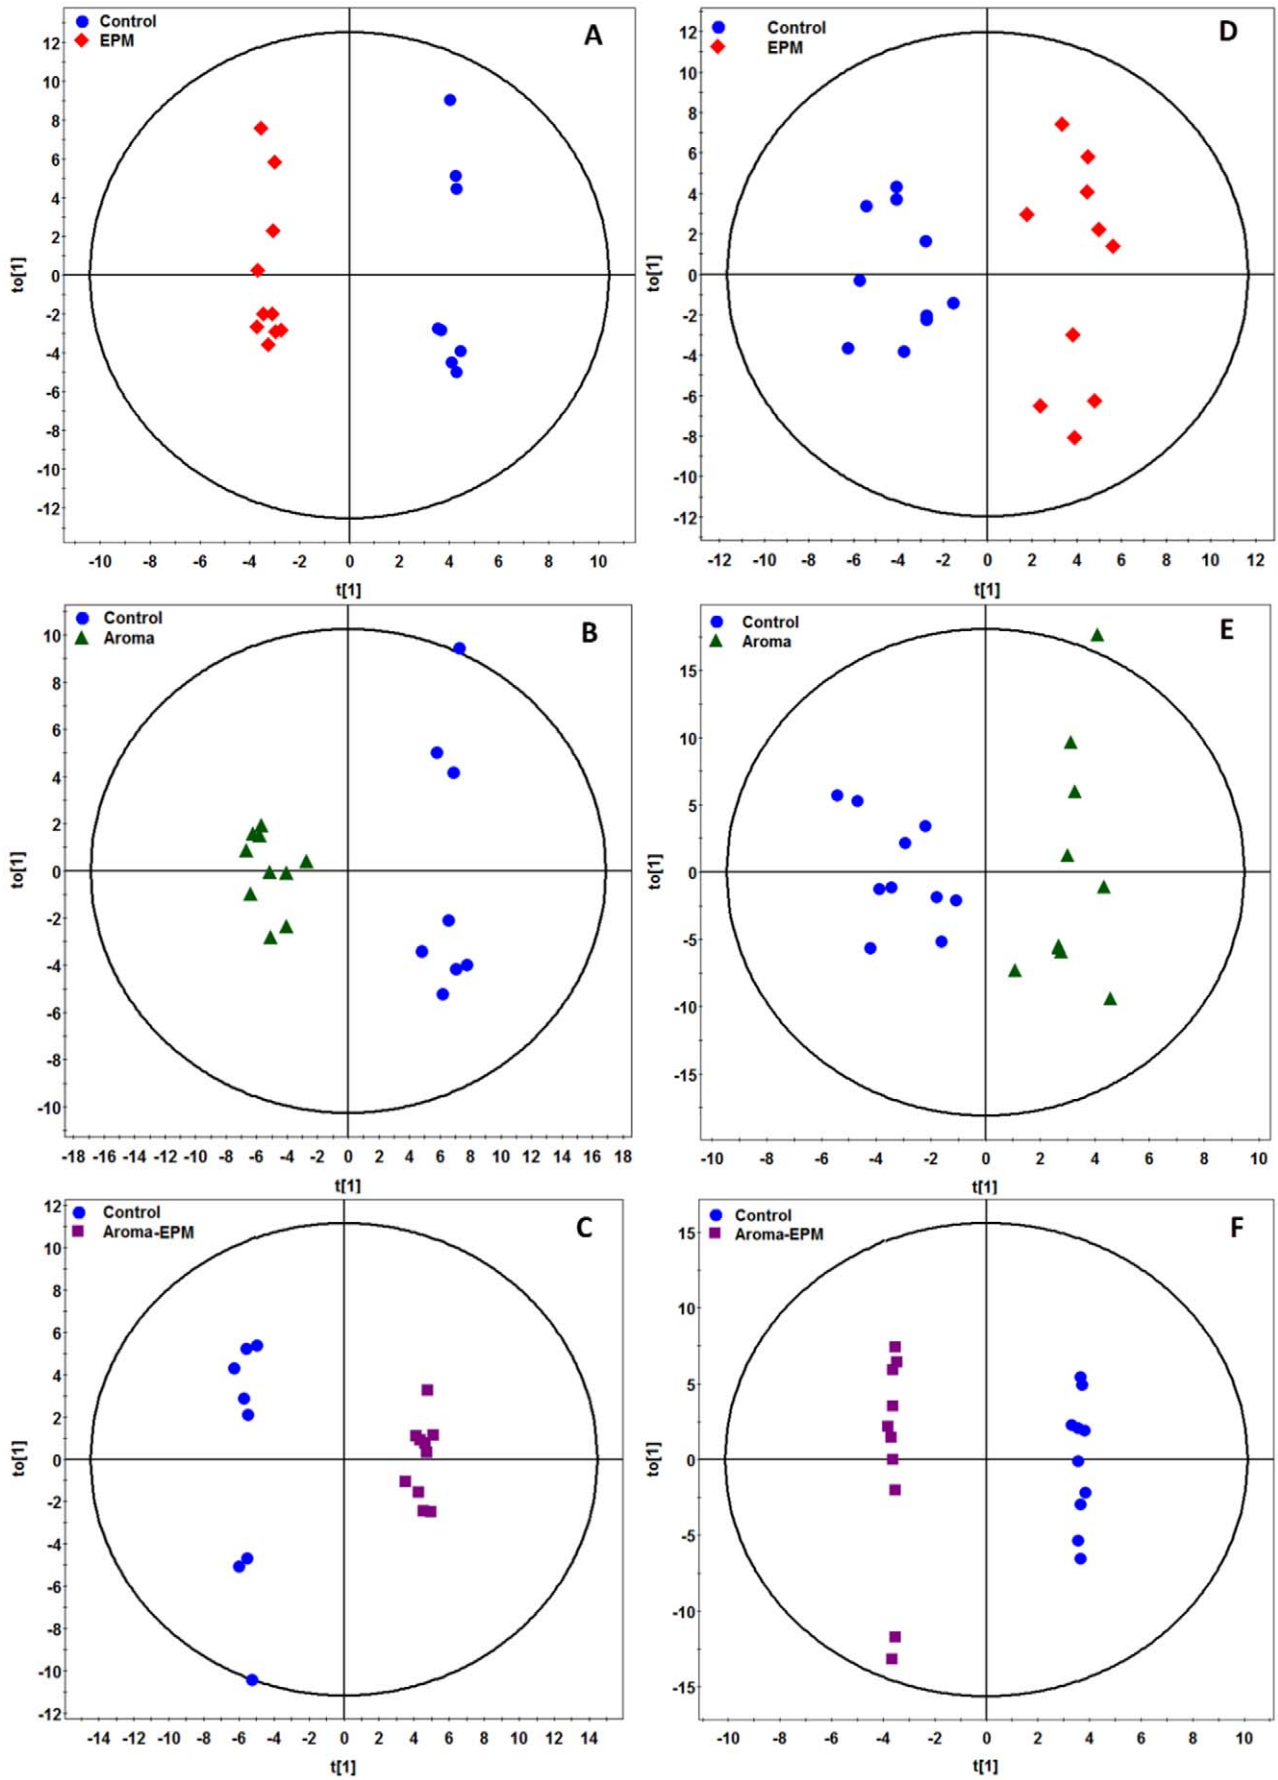 Control
EPM
A
12
10
8
6
4
2
0
-2
-4
-6
-8
-10
-12
to[1]
-10 -8 -6 -4 -2 0 2 4 6 8 10
t[1]
Control
EPM
D
12
10
8
6
4
2
0
-2
-4
-6
-8
-10
-12
to[1]
-12 -10 -8 -6 -4 -2 0 2 4 6 8 10 12
t[1]
Control
Aroma
B
10
8
6
4
2
0
-2
-4
-6
-8
-10
to[1]
-18 -16 -14 -12 -10 -8 -6 -4 -2 0 2 4 6 8 10 12 14 16 18
t[1]
Control
Aroma
E
15
10
5
0
-5
-10
-15
to[1]
-10 -8 -6 -4 -2 0 2 4 6 8 10
t[1]
Control
Aroma-EPM
C
12
10
8
6
4
2
0
-2
-4
-6
-8
-10
-12
to[1]
-14 -12 -10 -8 -6 -4 -2 0 2 4 6 8 10 12 14
t[1]
Control
Aroma-EPM
F
15
10
5
0
-5
-10
-15
to[1]
-10 -8 -6 -4 -2 0 2 4 6 8 10
t[1]